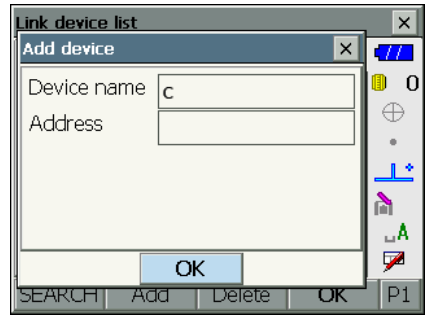 Link device list
Add device
Device name c
0
Address
A
OK
SEARCH Add Delete OK P1